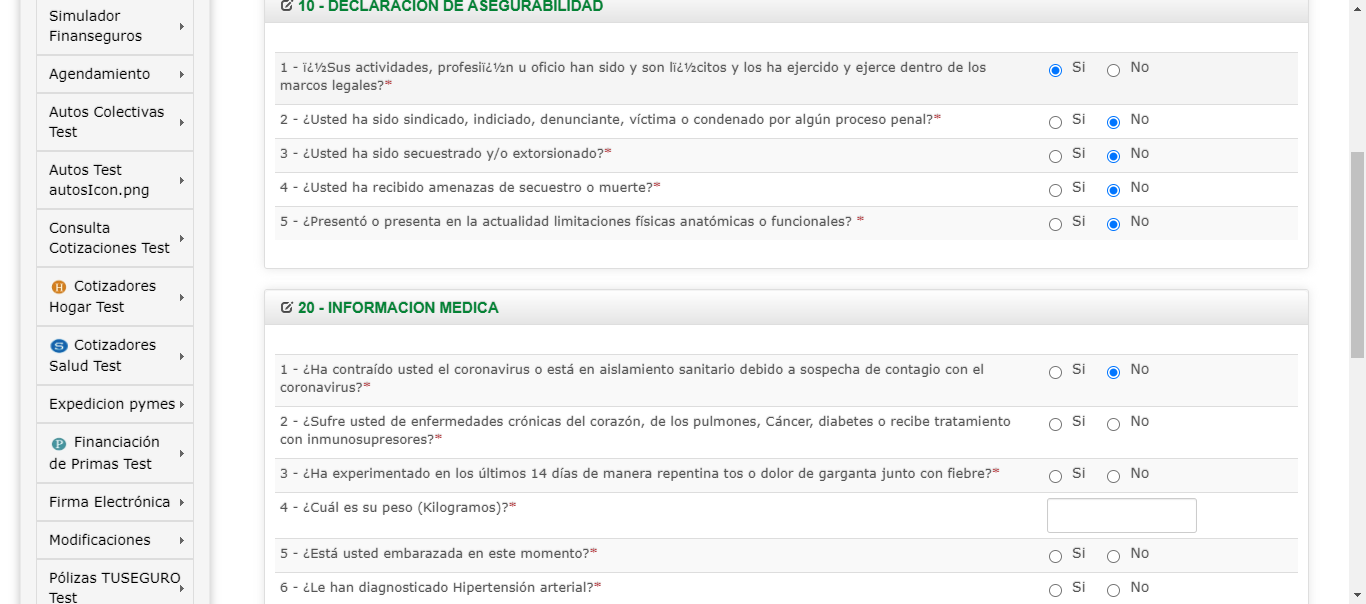 Simulador
Finanseguros
Agendamiento
Autos Colectivas
Test
Autos Test
autosIcon.png
Consulta
Cotizaciones Test
H Cotizadores
Hogar Test
S Cotizadores
Salud Test
Expedicion pymes
P Financiación
de Primas Test
Firma Electrónica
Modificaciones
Pólizas TUSEGURO
Test
10 - DECLARACION DE ASEGURABILIDAD
1 - ï¿½Sus actividades, profesiï¿½n u oficio han sido y son lï¿½citos y los ha ejercido y ejerce dentro de los
marcos legales?* Si No
2 - ¿Usted ha sido sindicado, indiciado, denunciante, víctima o condenado por algún proceso penal?* Si No
3 - ¿Usted ha sido secuestrado y/o extorsionado?* Si No
4 - ¿Usted ha recibido amenazas de secuestro o muerte?* Si No
5 - ¿Presentó o presenta en la actualidad limitaciones físicas anatómicas o funcionales? * Si No
20 - INFORMACION MEDICA
1 - ¿Ha contraído usted el coronavirus o está en aislamiento sanitario debido a sospecha de contagio con el
coronavirus?* Si No
2 - ¿Sufre usted de enfermedades crónicas del corazón, de los pulmones, Cáncer, diabetes o recibe tratamiento
con inmunosupresores?* Si No
3 - ¿Ha experimentado en los últimos 14 días de manera repentina tos o dolor de garganta junto con fiebre?* Si No
4 - ¿Cuál es su peso (Kilogramos)?*
5 - ¿Está usted embarazada en este momento?* Si No
6 - ¿Le han diagnosticado Hipertensión arterial?* Si No